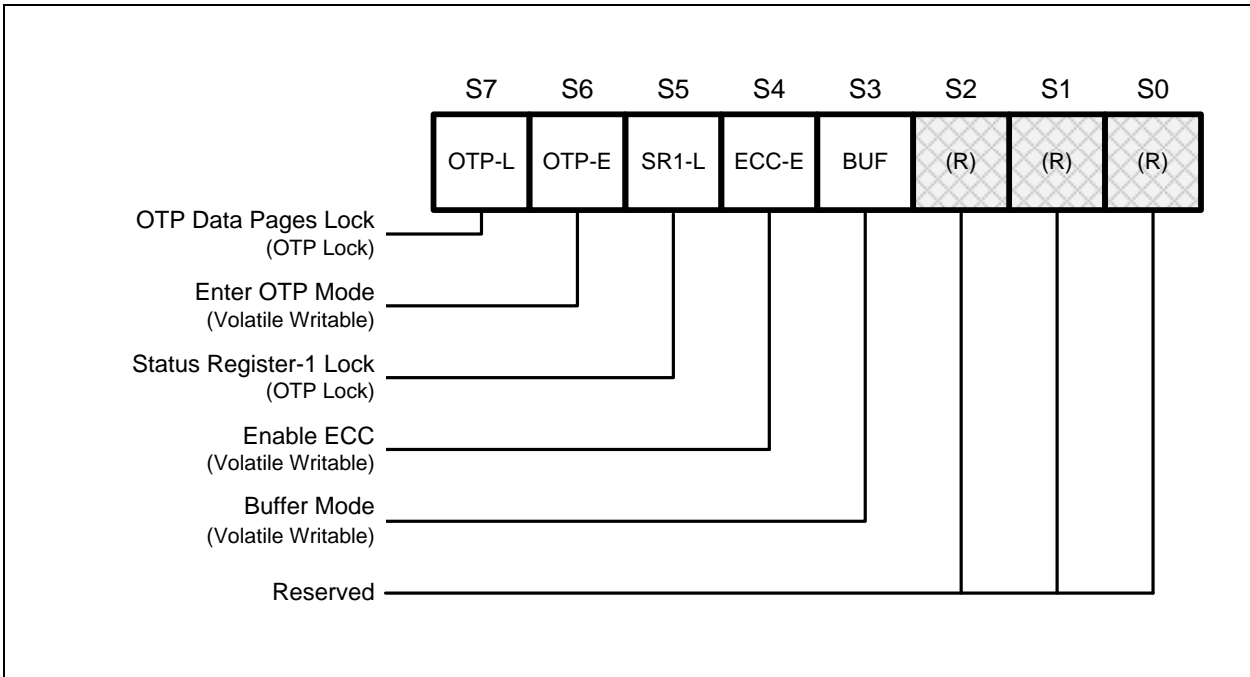 S7 S6 S5 S4 S3 S2 S1 S0
OTP-L OTP-E SR1-L ECC-E BUF (R) (R) (R)
OTP Data Pages Lock
(OTP Lock)
Enter OTP Mode
(Volatile Writable)
Status Register-1 Lock
(OTP Lock)
Enable ECC
(Volatile Writable)
Buffer Mode
(Volatile Writable)
Reserved